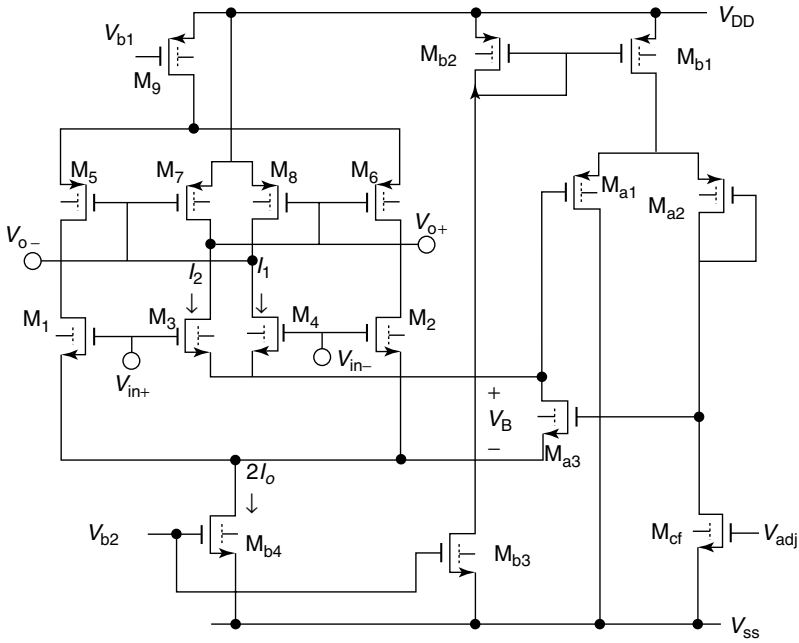 V_DD
V_b1
M_b2
M_b1
M_9
M_5
M_7
M_8
M_6
M_a1
M_a2
V_o−
V_o+
I_2
I_1
M_1
M_3
M_4
M_2
V_in+
V_in−
+
V_B
−
M_a3
2I_o
V_b2
M_b4
M_b3
M_cf
V_adj
V_ss